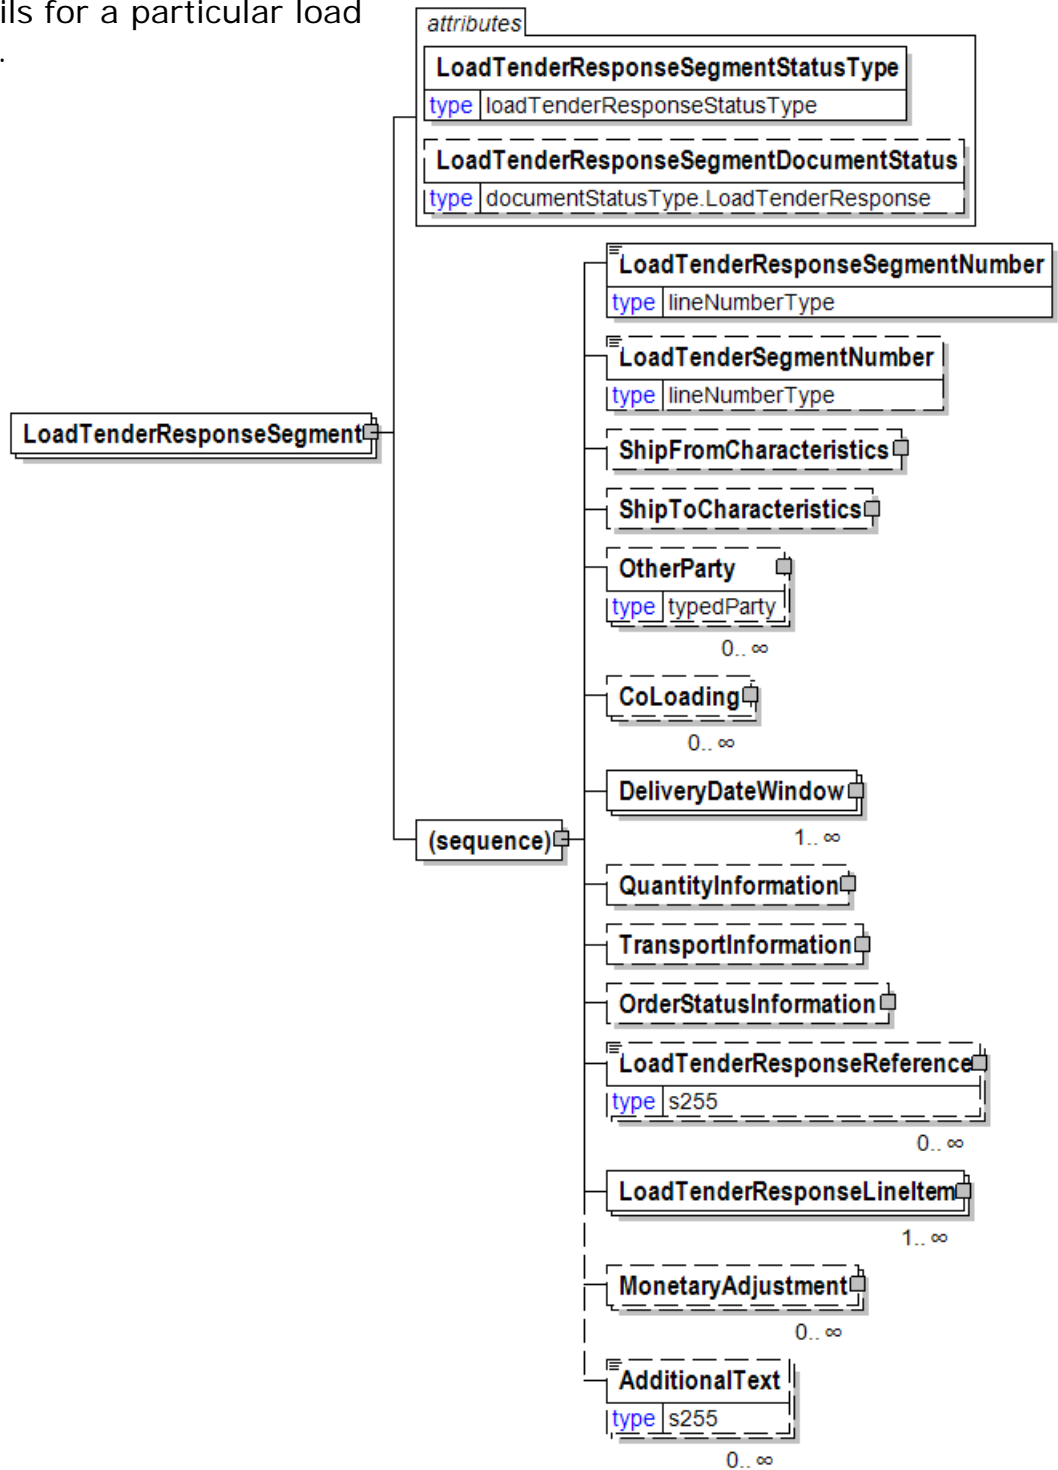 ils for a particular load
.
attributes
LoadTenderResponseSegmentStatusType
type loadTenderResponseStatusType
LoadTenderResponseSegmentDocumentStatus
type documentStatusType.LoadTenderResponse
LoadTenderResponseSegmentNumber
type lineNumberType
LoadTenderSegmentNumber
type lineNumberType
LoadTenderResponseSegment
ShipFromCharacteristics
ShipToCharacteristics
OtherParty
type typedParty
0.. ∞
CoLoading
0.. ∞
DeliveryDateWindow
1.. ∞
(sequence)
QuantityInformation
TransportInformation
OrderStatusInformation
LoadTenderResponseReference
type s255
0.. ∞
LoadTenderResponseLineItem
1.. ∞
MonetaryAdjustment
0.. ∞
AdditionalText
type s255
0.. ∞